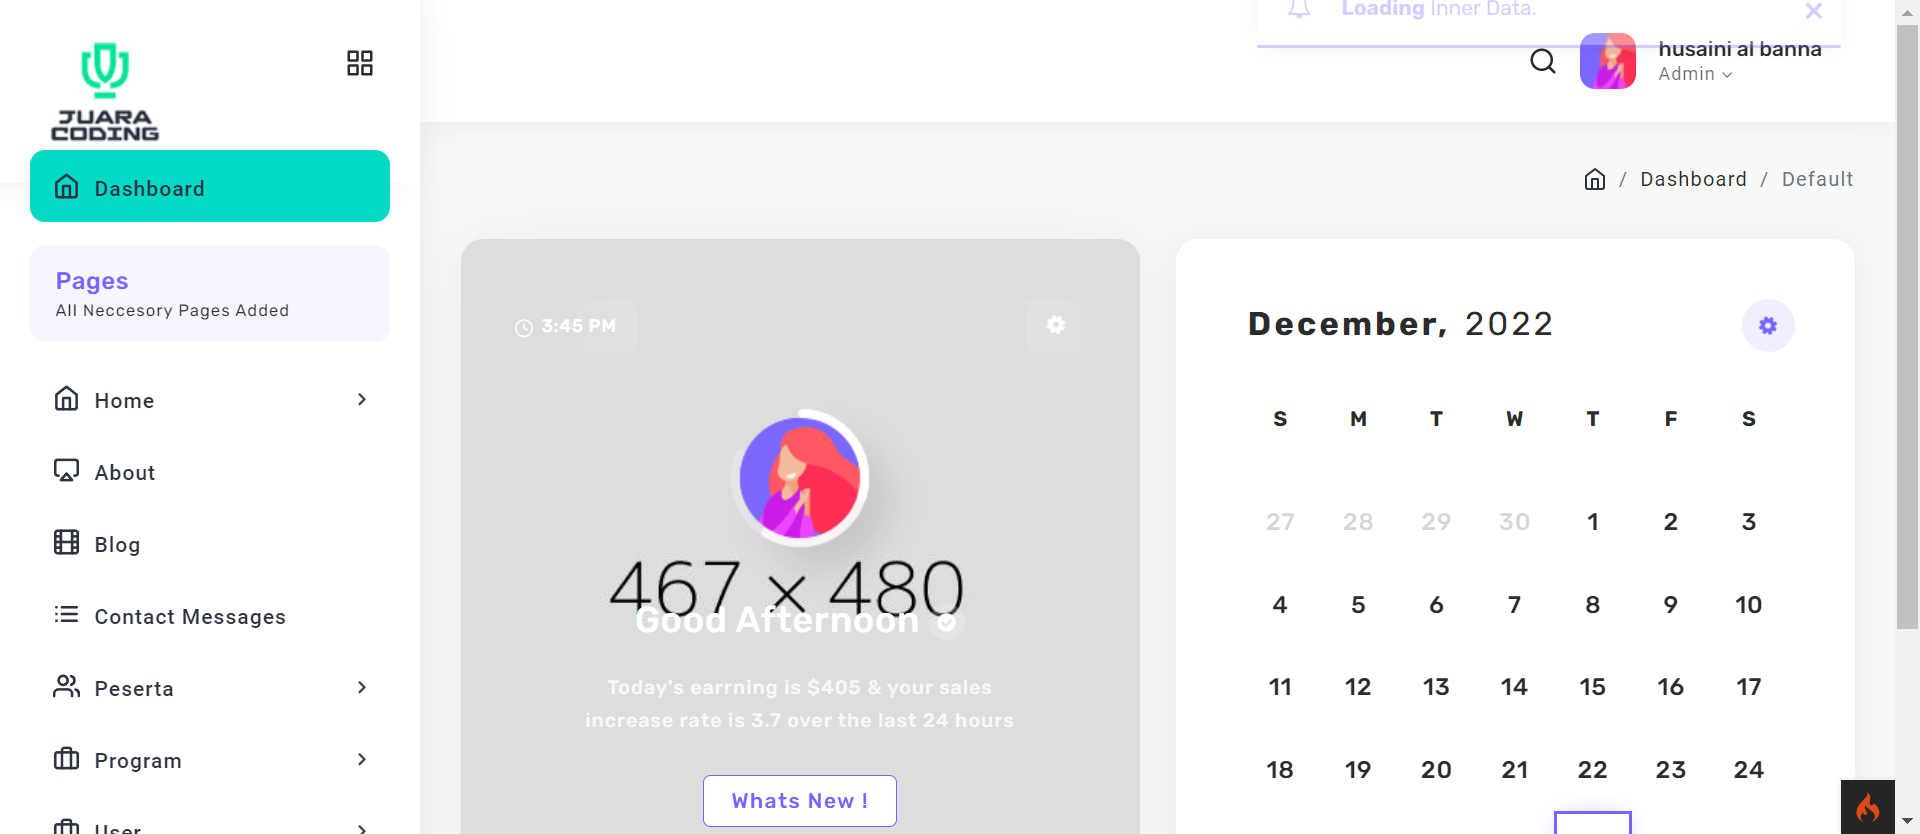 Loading Inner Data.
husaini al banna
Admin
JUARA
CODING
Dashboard
Pages
All Neccesory Pages Added
Home
About
Blog
Contact Messages
Peserta
Program
User
/ Dashboard / Default
3:45 PM
467 × 480
Good Afternoon
Today's earrning is $405 & your sales
increase rate is 3.7 over the last 24 hours
Whats New !
December, 2022
S M T W T F S
27 28 29 30 1 2 3
4 5 6 7 8 9 10
11 12 13 14 15 16 17
18 19 20 21 22 23 24